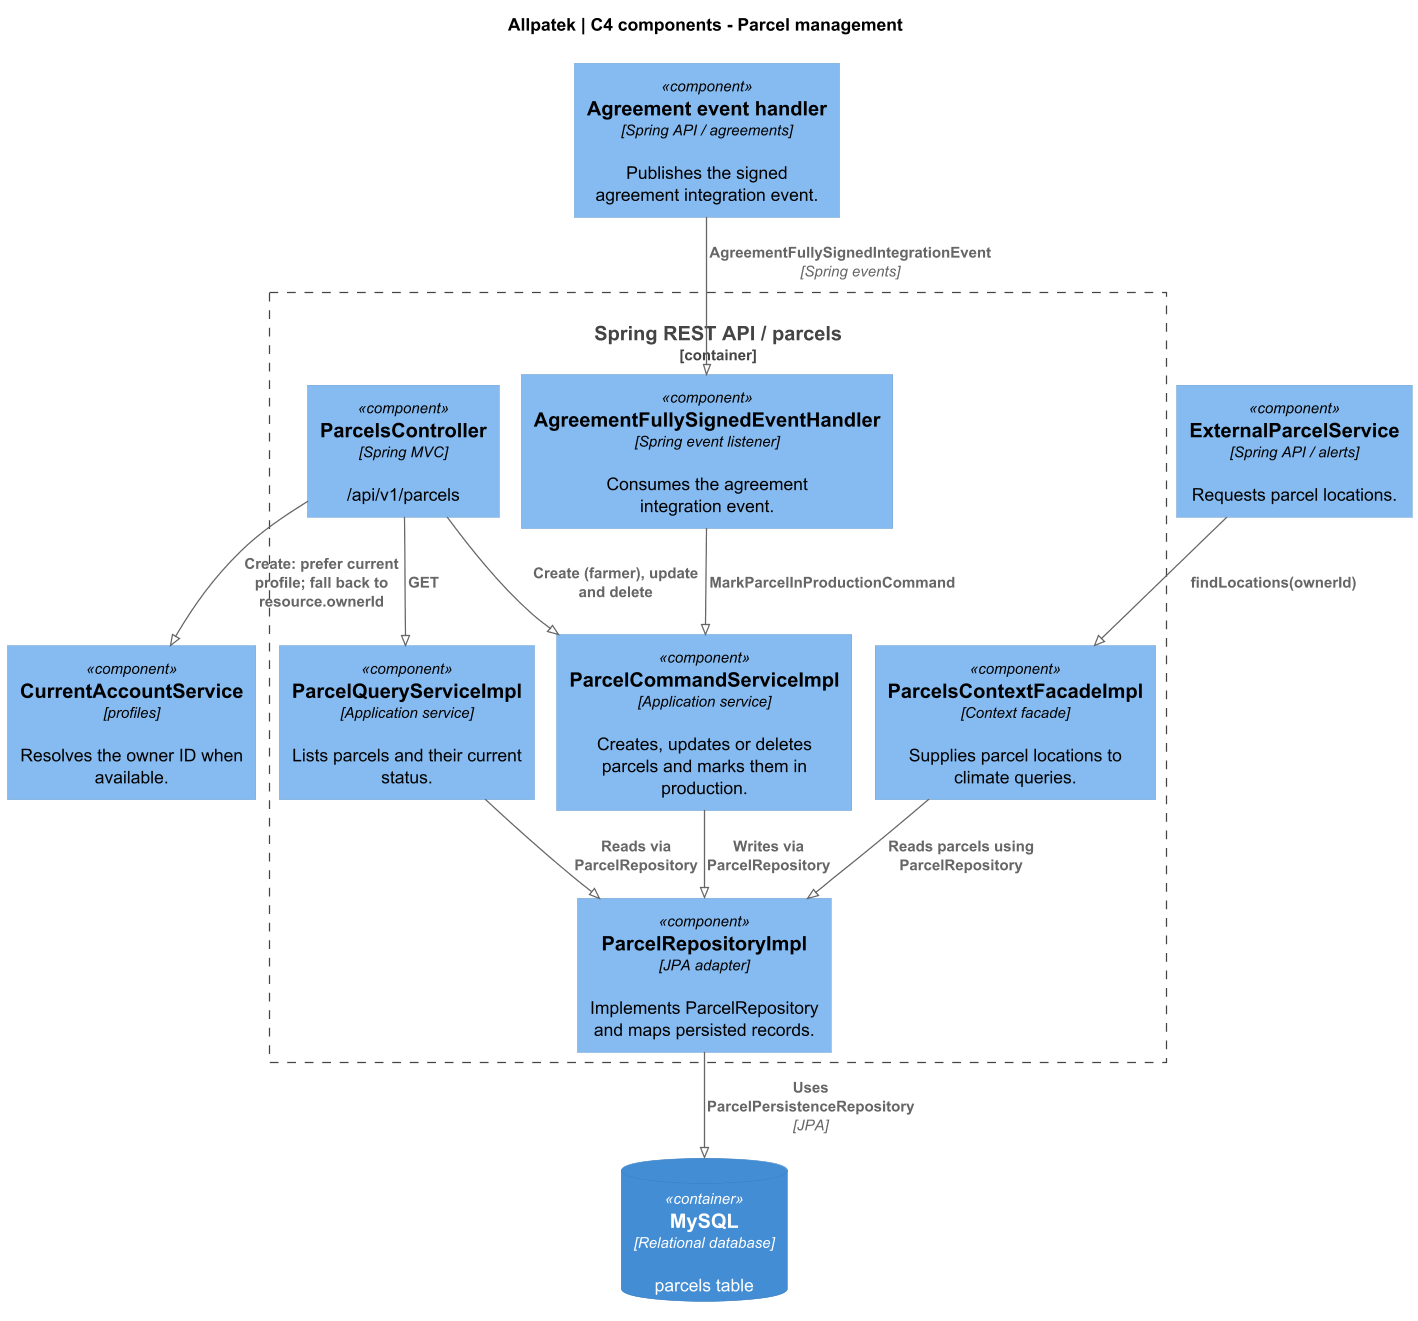 Allpatek | C4 components - Parcel management
«component»
Agreement event handler
[Spring API / agreements]
Publishes the signed
agreement integration event.
AgreementFullySignedIntegrationEvent
[Spring events]
Spring REST API / parcels
[container]
«component»
ParcelsController
[Spring MVC]
/api/v1/parcels
«component»
AgreementFullySignedEventHandler
[Spring event listener]
Consumes the agreement
integration event.
«component»
ExternalParcelService
[Spring API / alerts]
Requests parcel locations.
Create: prefer current
profile; fall back to
resource.ownerId
GET
Create (farmer), update
and delete
MarkParcelInProductionCommand
findLocations(ownerId)
«component»
CurrentAccountService
[profiles]
Resolves the owner ID when
available.
«component»
ParcelQueryServiceImpl
[Application service]
Lists parcels and their current
status.
«component»
ParcelCommandServiceImpl
[Application service]
Creates, updates or deletes
parcels and marks them in
production.
«component»
ParcelsContextFacadeImpl
[Context facade]
Supplies parcel locations to
climate queries.
Reads via
ParcelRepository
Writes via
ParcelRepository
Reads parcels using
ParcelRepository
«component»
ParcelRepositoryImpl
[JPA adapter]
Implements ParcelRepository
and maps persisted records.
Uses
ParcelPersistenceRepository
[JPA]
«container»
MySQL
[Relational database]
parcels table